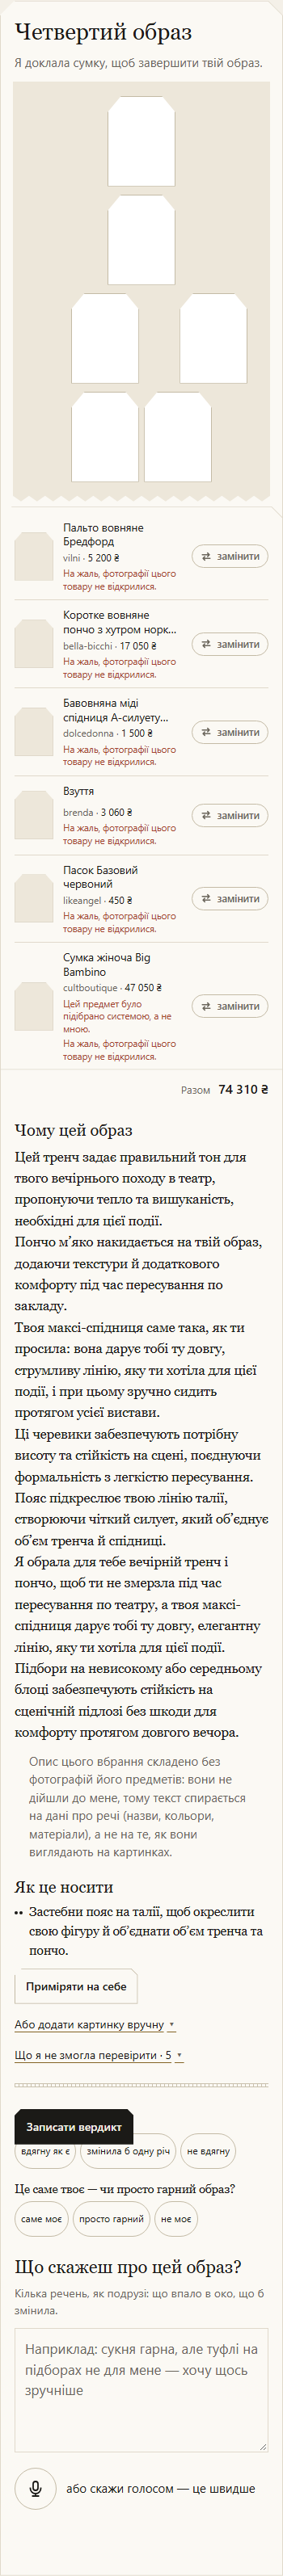 Четвертий образ
Я доклала сумку, щоб завершити твій образ.
Пальто вовняне
Бредфорд
vilni · 5 200 ₴
На жаль, фотографії цього
товару не відкрилися.
замінити
Коротке вовняне
пончо з хутром норк...
bella-bicchi · 17 050 ₴
На жаль, фотографії цього
товару не відкрилися.
замінити
Бавовняна міді
спідниця А-силуету...
dolcedonna · 1 500 ₴
На жаль, фотографії цього
товару не відкрилися.
замінити
Взуття
brenda · 3 060 ₴
На жаль, фотографії цього
товару не відкрилися.
замінити
Пасок Базовий
червоний
likeangel · 450 ₴
На жаль, фотографії цього
товару не відкрилися.
замінити
Сумка жіноча Big
Bambino
cultboutique · 47 050 ₴
Цей предмет було
підібрано системою, а не
мною.
На жаль, фотографії цього
товару не відкрилися.
замінити
Разом 74 310 ₴
Чому цей образ
Цей тренч задає правильний тон для
твого вечірнього походу в театр,
пропонуючи тепло та вишуканість,
необхідні для цієї події.
Пончо м’яко накидається на твій образ,
додаючи текстури й додаткового
комфорту під час пересування по
закладу.
Твоя максі-спідниця саме така, як ти
просила: вона дарує тобі ту довгу,
струмливу лінію, яку ти хотіла для цієї
події, і при цьому зручно сидить
протягом усієї вистави.
Ці черевики забезпечують потрібну
висоту та стійкість на сцені, поєднуючи
формальність з легкістю пересування.
Пояс підкреслює твою лінію талії,
створюючи чіткий силует, який об’єднує
об’єм тренча й спідниці.
Я обрала для тебе вечірній тренч і
пончо, щоб ти не змерзла під час
пересування по театру, а твоя максі-
спідниця дарує тобі ту довгу, елегантну
лінію, яку ти хотіла для цієї події.
Підбори на невисокому або середньому
блоці забезпечують стійкість на
сценічній підлозі без шкоди для
комфорту протягом довгого вечора.
Опис цього вбрання складено без
фотографій його предметів: вони не
дійшли до мене, тому текст спирається
на дані про речі (назви, кольори,
матеріали), а не на те, як вони
виглядають на картинках.
Як це носити
Застебни пояс на талії, щоб окреслити
свою фігуру й об’єднати об’єм тренча та
пончо.
Приміряти на себе
Або додати картинку вручну
Що я не змогла перевірити · 5
Записати вердикт
вдягну як є
змінила б одну річ
не вдягну
Це саме твоє — чи просто гарний образ?
саме моє
просто гарний
не моє
Що скажеш про цей образ?
Кілька речень, як подрузі: що впало в око, що б
змінила.
Наприклад: сукня гарна, але туфлі на
підборах не для мене — хочу щось
зручніше
або скажи голосом — це швидше